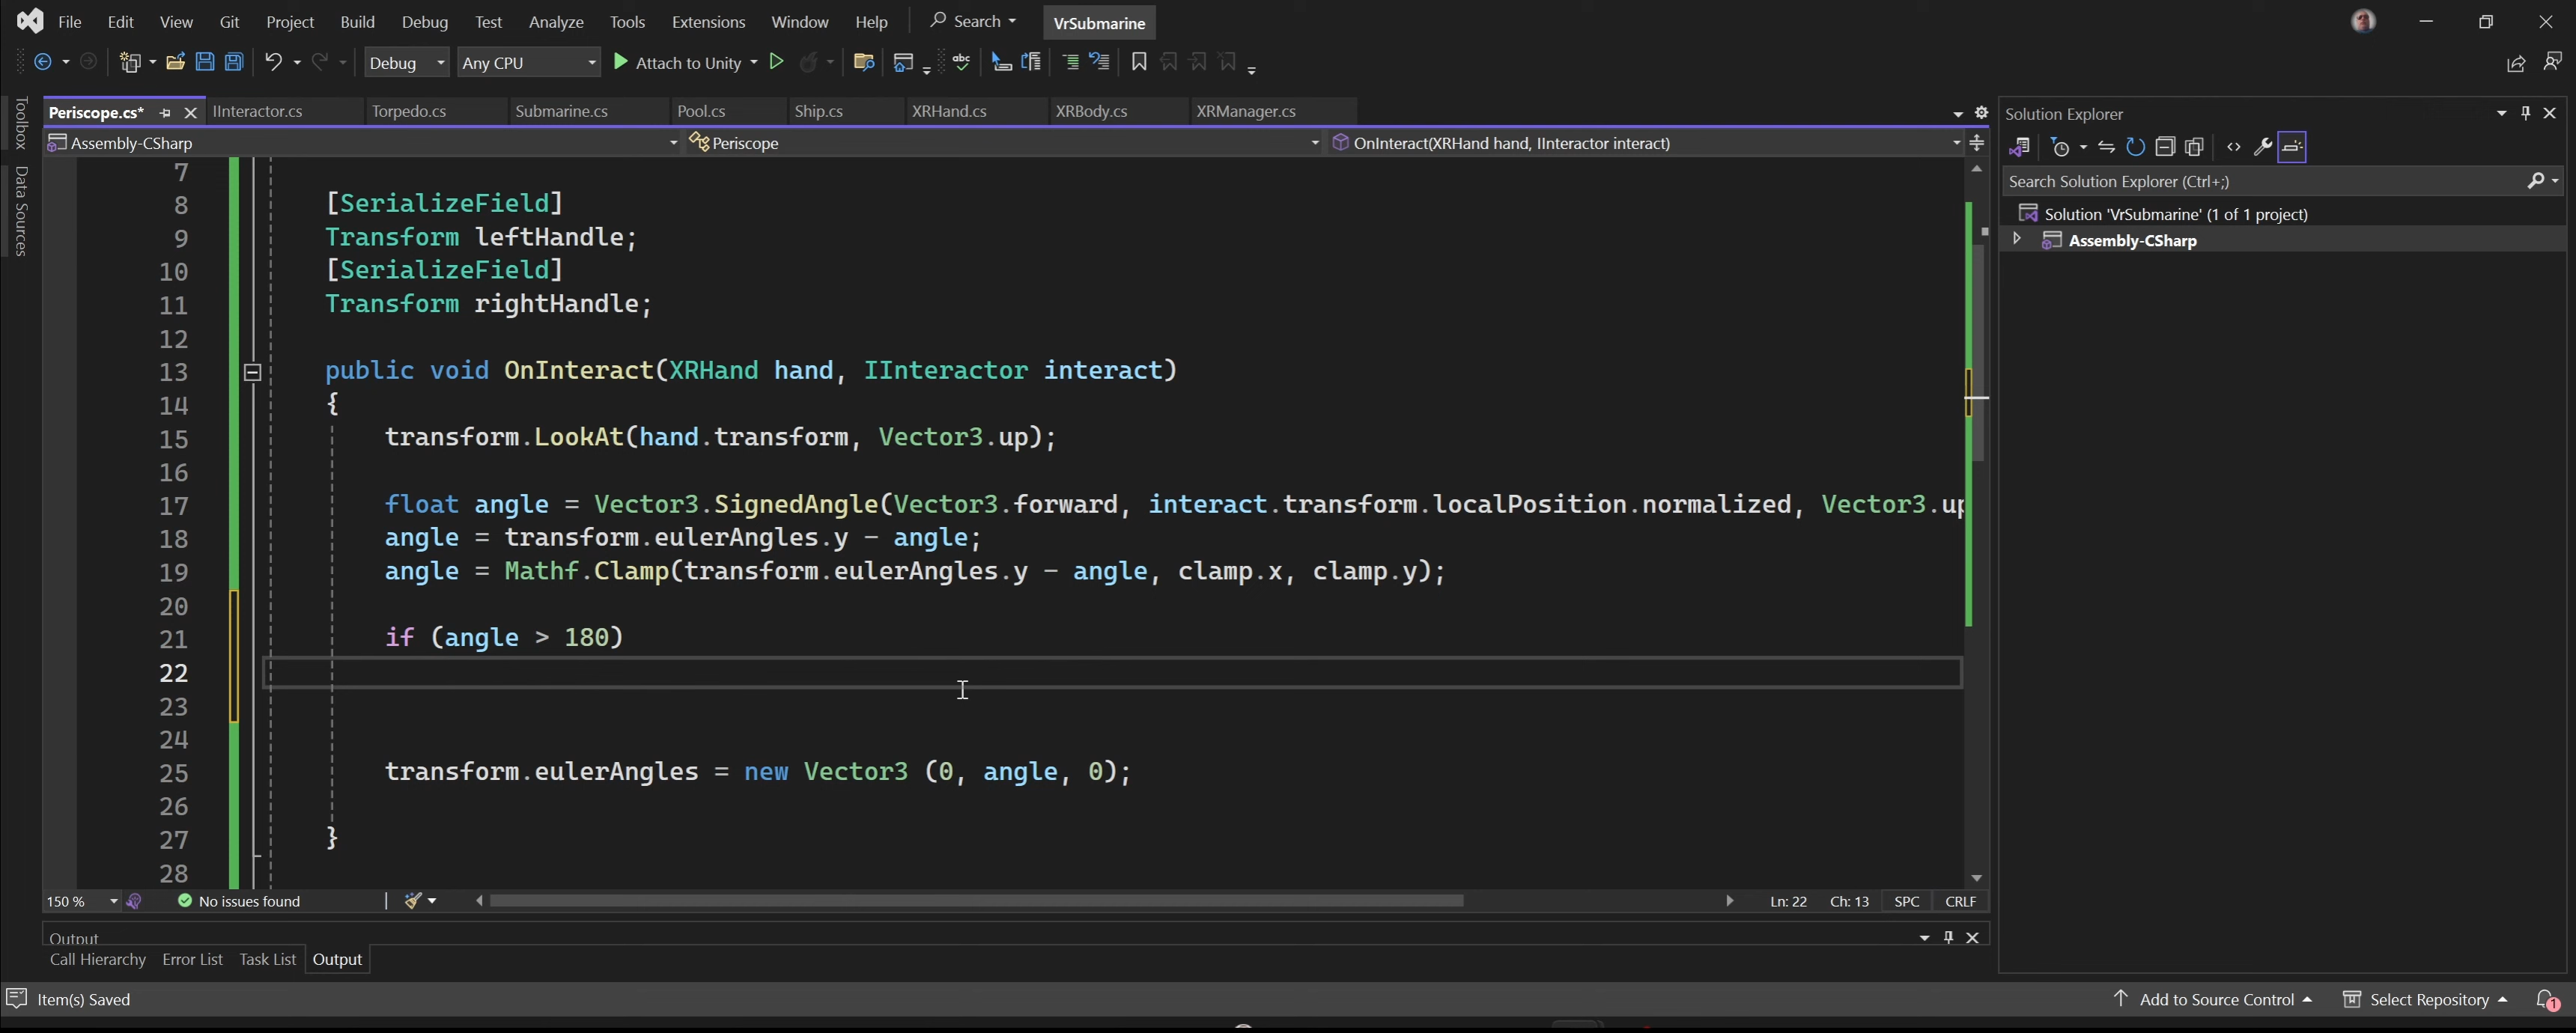 File Edit View Git Project Build Debug Test Analyze Tools Extensions Window Help Search VrSubmarine
Debug Any CPU Attach to Unity
Toolbox
Data Sources
Periscope.cs* IInteractor.cs Torpedo.cs Submarine.cs Pool.cs Ship.cs XRHand.cs XRBody.cs XRManager.cs
Assembly-CSharp Periscope OnInteract(XRHand hand, IInteractor interact)
7
8 [SerializeField]
9 Transform leftHandle;
10 [SerializeField]
11 Transform rightHandle;
12
13 public void OnInteract(XRHand hand, IInteractor interact)
14 {
15 transform.LookAt(hand.transform, Vector3.up);
16
17 float angle = Vector3.SignedAngle(Vector3.forward, interact.transform.localPosition.normalized, Vector3.up
18 angle = transform.eulerAngles.y - angle;
19 angle = Mathf.Clamp(transform.eulerAngles.y - angle, clamp.x, clamp.y);
20
21 if (angle > 180)
22
23
24
25 transform.eulerAngles = new Vector3 (0, angle, 0);
26
27 }
28
150 % No issues found Ln: 22 Ch: 13 SPC CRLF
Output
Call Hierarchy Error List Task List Output
Solution Explorer
Search Solution Explorer (Ctrl+;)
Solution 'VrSubmarine' (1 of 1 project)
Assembly-CSharp
Item(s) Saved Add to Source Control Select Repository 1